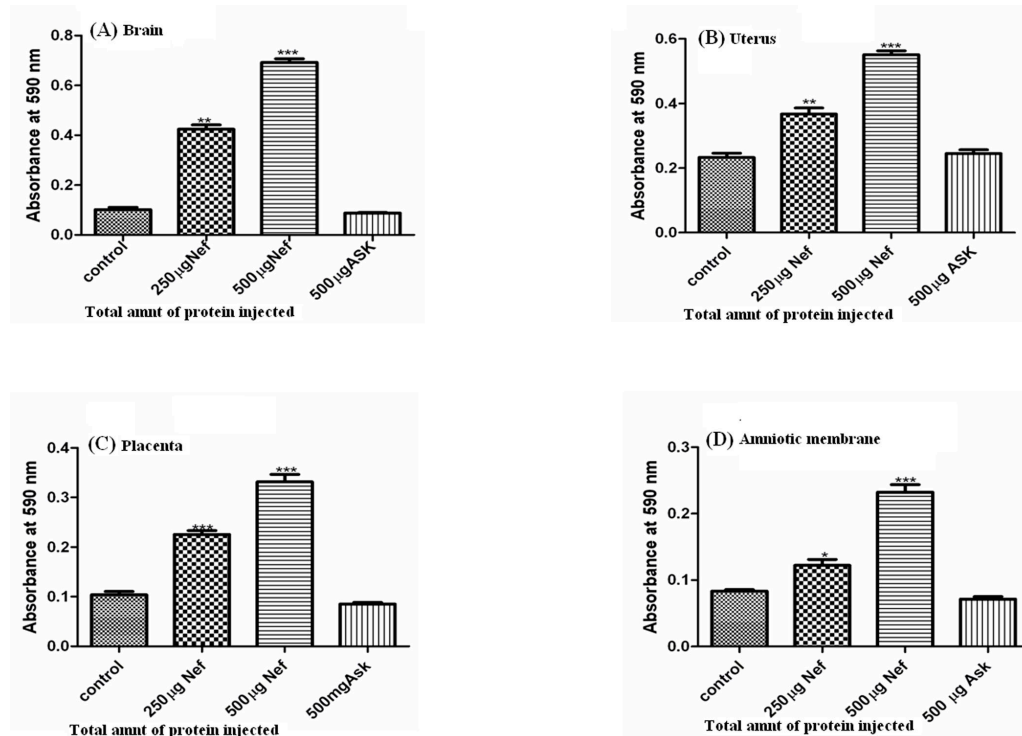 (A) Brain
Absorbance at 590 nm
0.8
0.6
0.4
0.2
0.0
**
***
control
250µgNef
500µgNef
500µgASK
Total amnt of protein injected
(B) Uterus
Absorbance at 590 nm
0.6
0.4
0.2
0.0
**
***
control
250µg Nef
500µg Nef
500µg ASK
Total amnt of protein injected
(C) Placenta
Absorbance at 590 nm
0.4
0.3
0.2
0.1
0.0
***
***
control
250µg Nef
500µg Nef
500mgAsk
Total amnt of protein injected
(D) Amniotic membrane
Absorbance at 590 nm
0.3
0.2
0.1
0.0
*
***
control
250µg Nef
500µg Nef
500 µg Ask
Total amnt of protein injected